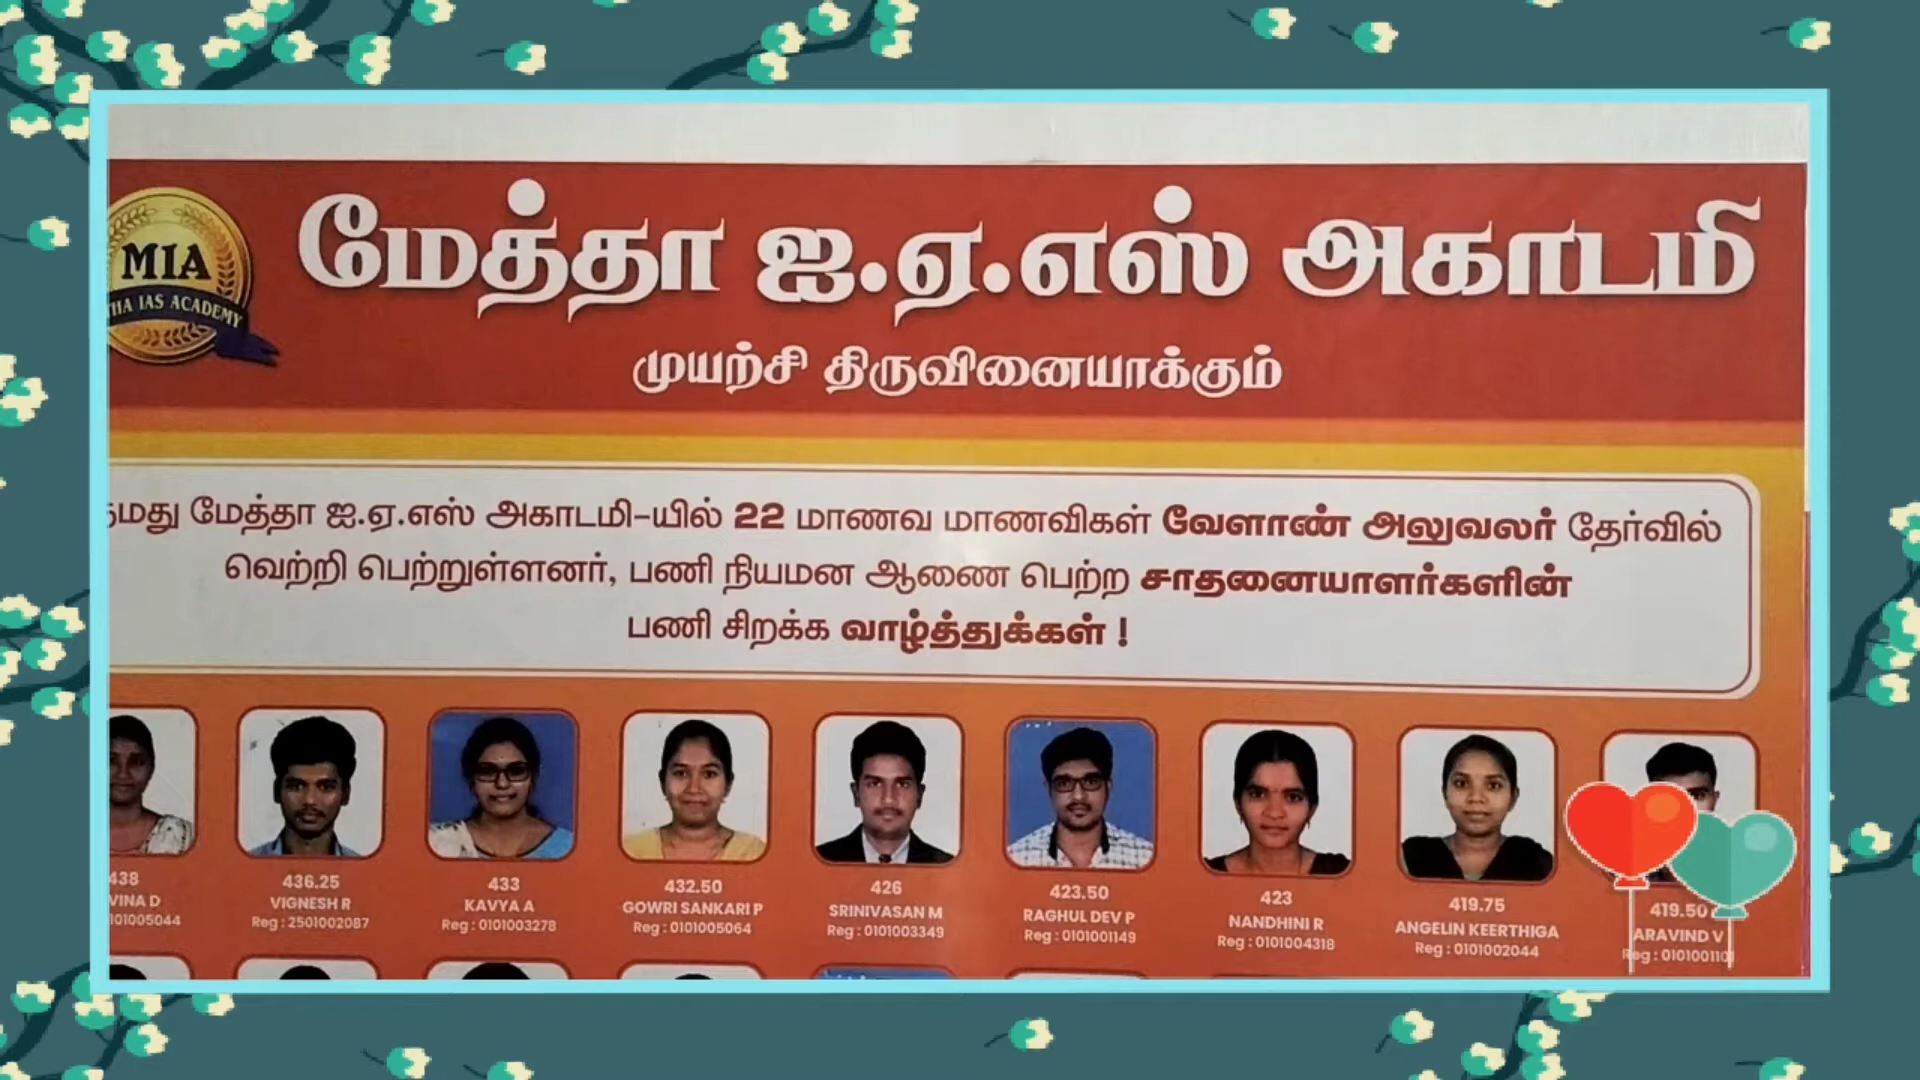 MIA
IAS ACADEMY
மேத்தா ஐ.ஏ.எஸ் அகாடமி
முயற்சி திருவினையாக்கும்
நமது மேத்தா ஐ.ஏ.எஸ் அகாடமி-யில் 22 மாணவ மாணவிகள் வேளாண் அலுவலர் தேர்வில்
வெற்றி பெற்றுள்ளனர், பணி நியமன ஆணை பெற்ற சாதனையாளர்களின்
பணி சிறக்க வாழ்த்துக்கள் !
438 436.25 433 432.50 426 423.50 423 419.75 419.50
VINA D VIGNESH R KAVYA A GOWRI SANKARI P SRINIVASAN M RAGHUL DEV P NANDHINI R ANGELIN KEERTHIGA ARAVIND V
101005044 Reg : 2501002087 Reg : 0101003278 Reg : 0101005064 Reg : 0101003349 Reg : 0101001149 Reg : 0101004318 Reg : 0101002044 Reg :